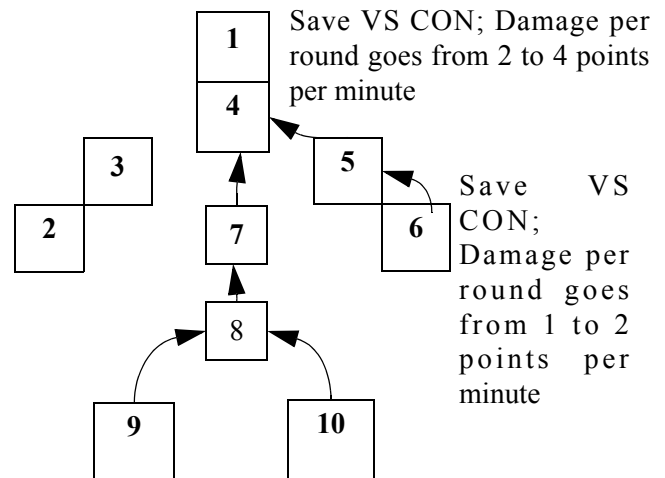 1
Save VS CON; Damage per
round goes from 2 to 4 points
per minute
4
3
5
2
6
7
Save VS
CON;
Damage per
round goes
from 1 to 2
points per
minute
8
9
10